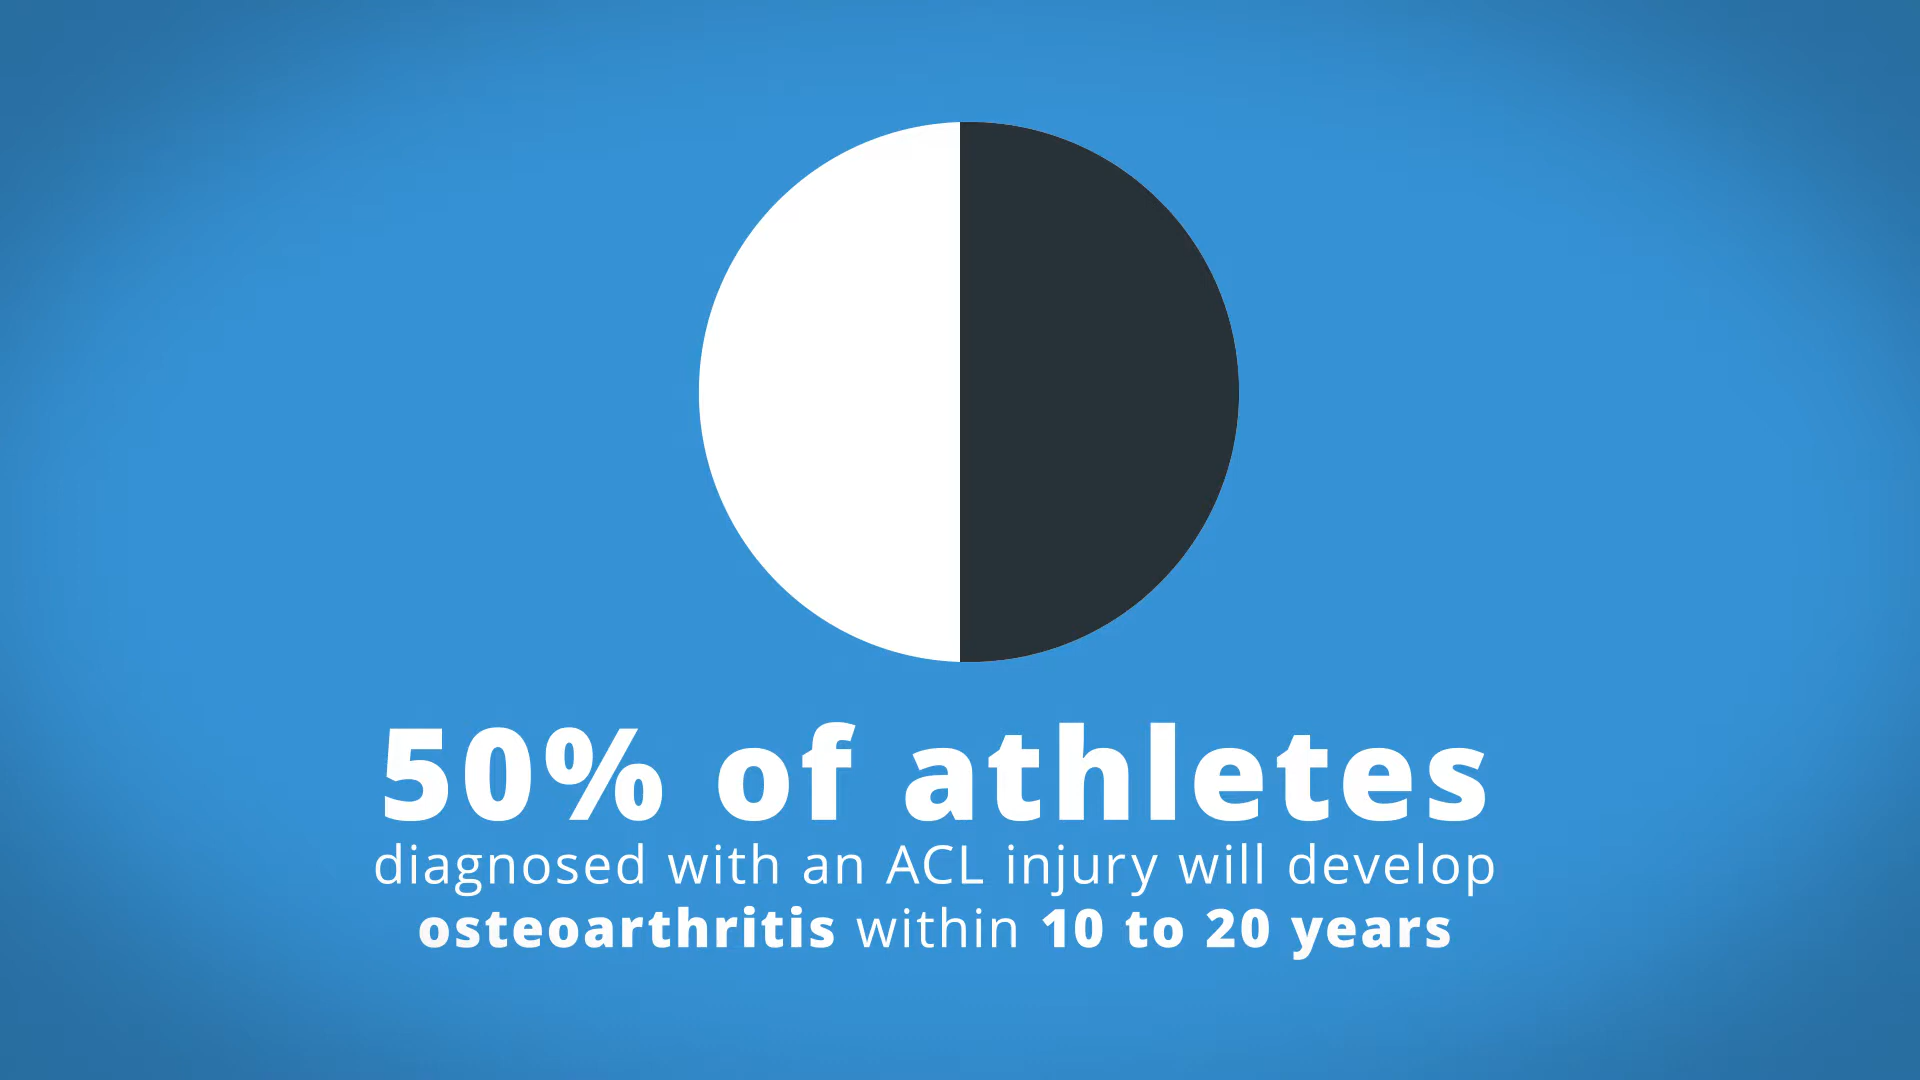 50% of athletes
diagnosed with an ACL injury will develop
osteoarthritis within 10 to 20 years